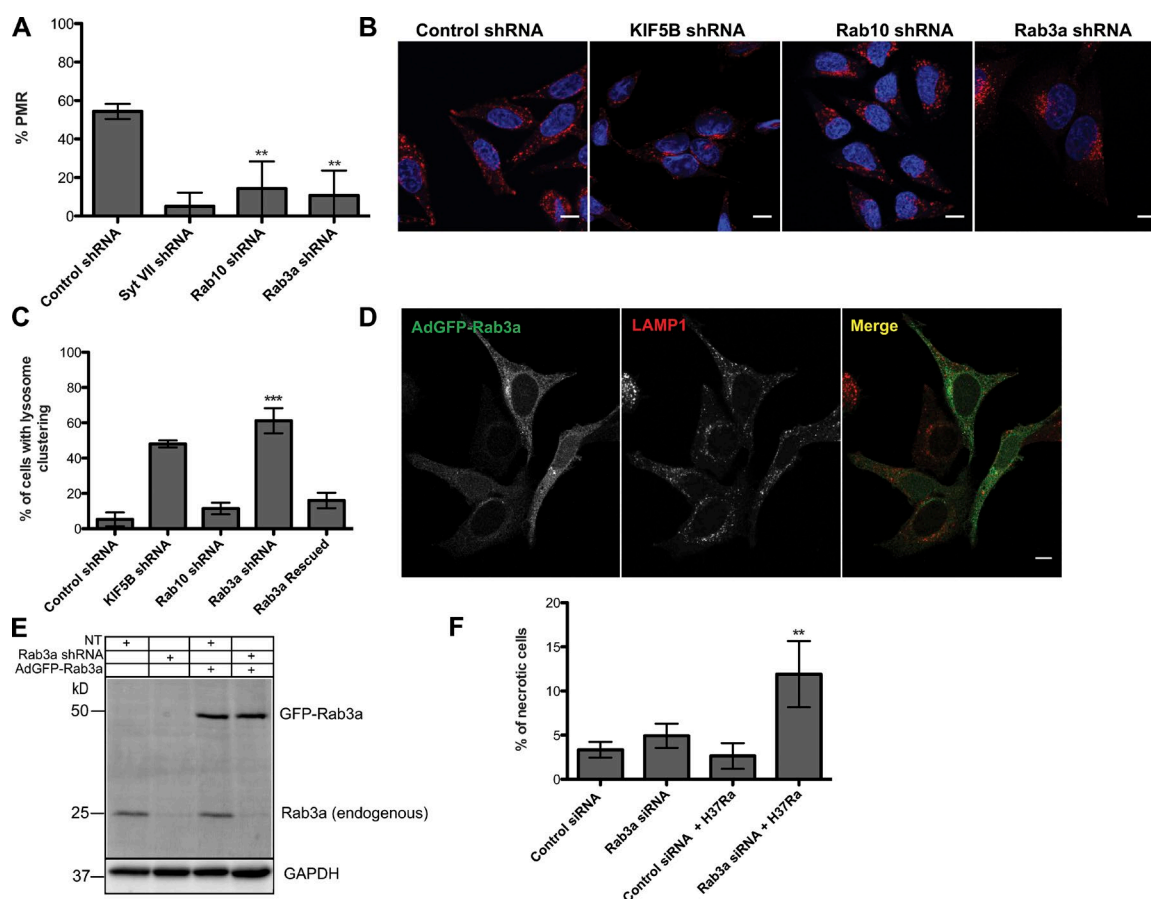 A
% PMR
100
80
60
40
20
0
Control shRNA
Syt VII shRNA
**
Rab10 shRNA
**
Rab3a shRNA
B
Control shRNA
KIF5B shRNA
Rab10 shRNA
Rab3a shRNA
C
% of cells with lysosome
clustering
100
80
60
40
20
0
Control shRNA
KIF5B shRNA
Rab10 shRNA
***
Rab3a shRNA
Rab3a Rescued
D
AdGFP-Rab3a
LAMP1
Merge
E
NT + +
Rab3a shRNA + +
AdGFP-Rab3a + +
kD
50
GFP-Rab3a
25
Rab3a (endogenous)
37
GAPDH
F
% of necrotic cells
20
15
10
5
0
Control siRNA
Rab3a siRNA
Control siRNA + H37Ra
**
Rab3a siRNA + H37Ra